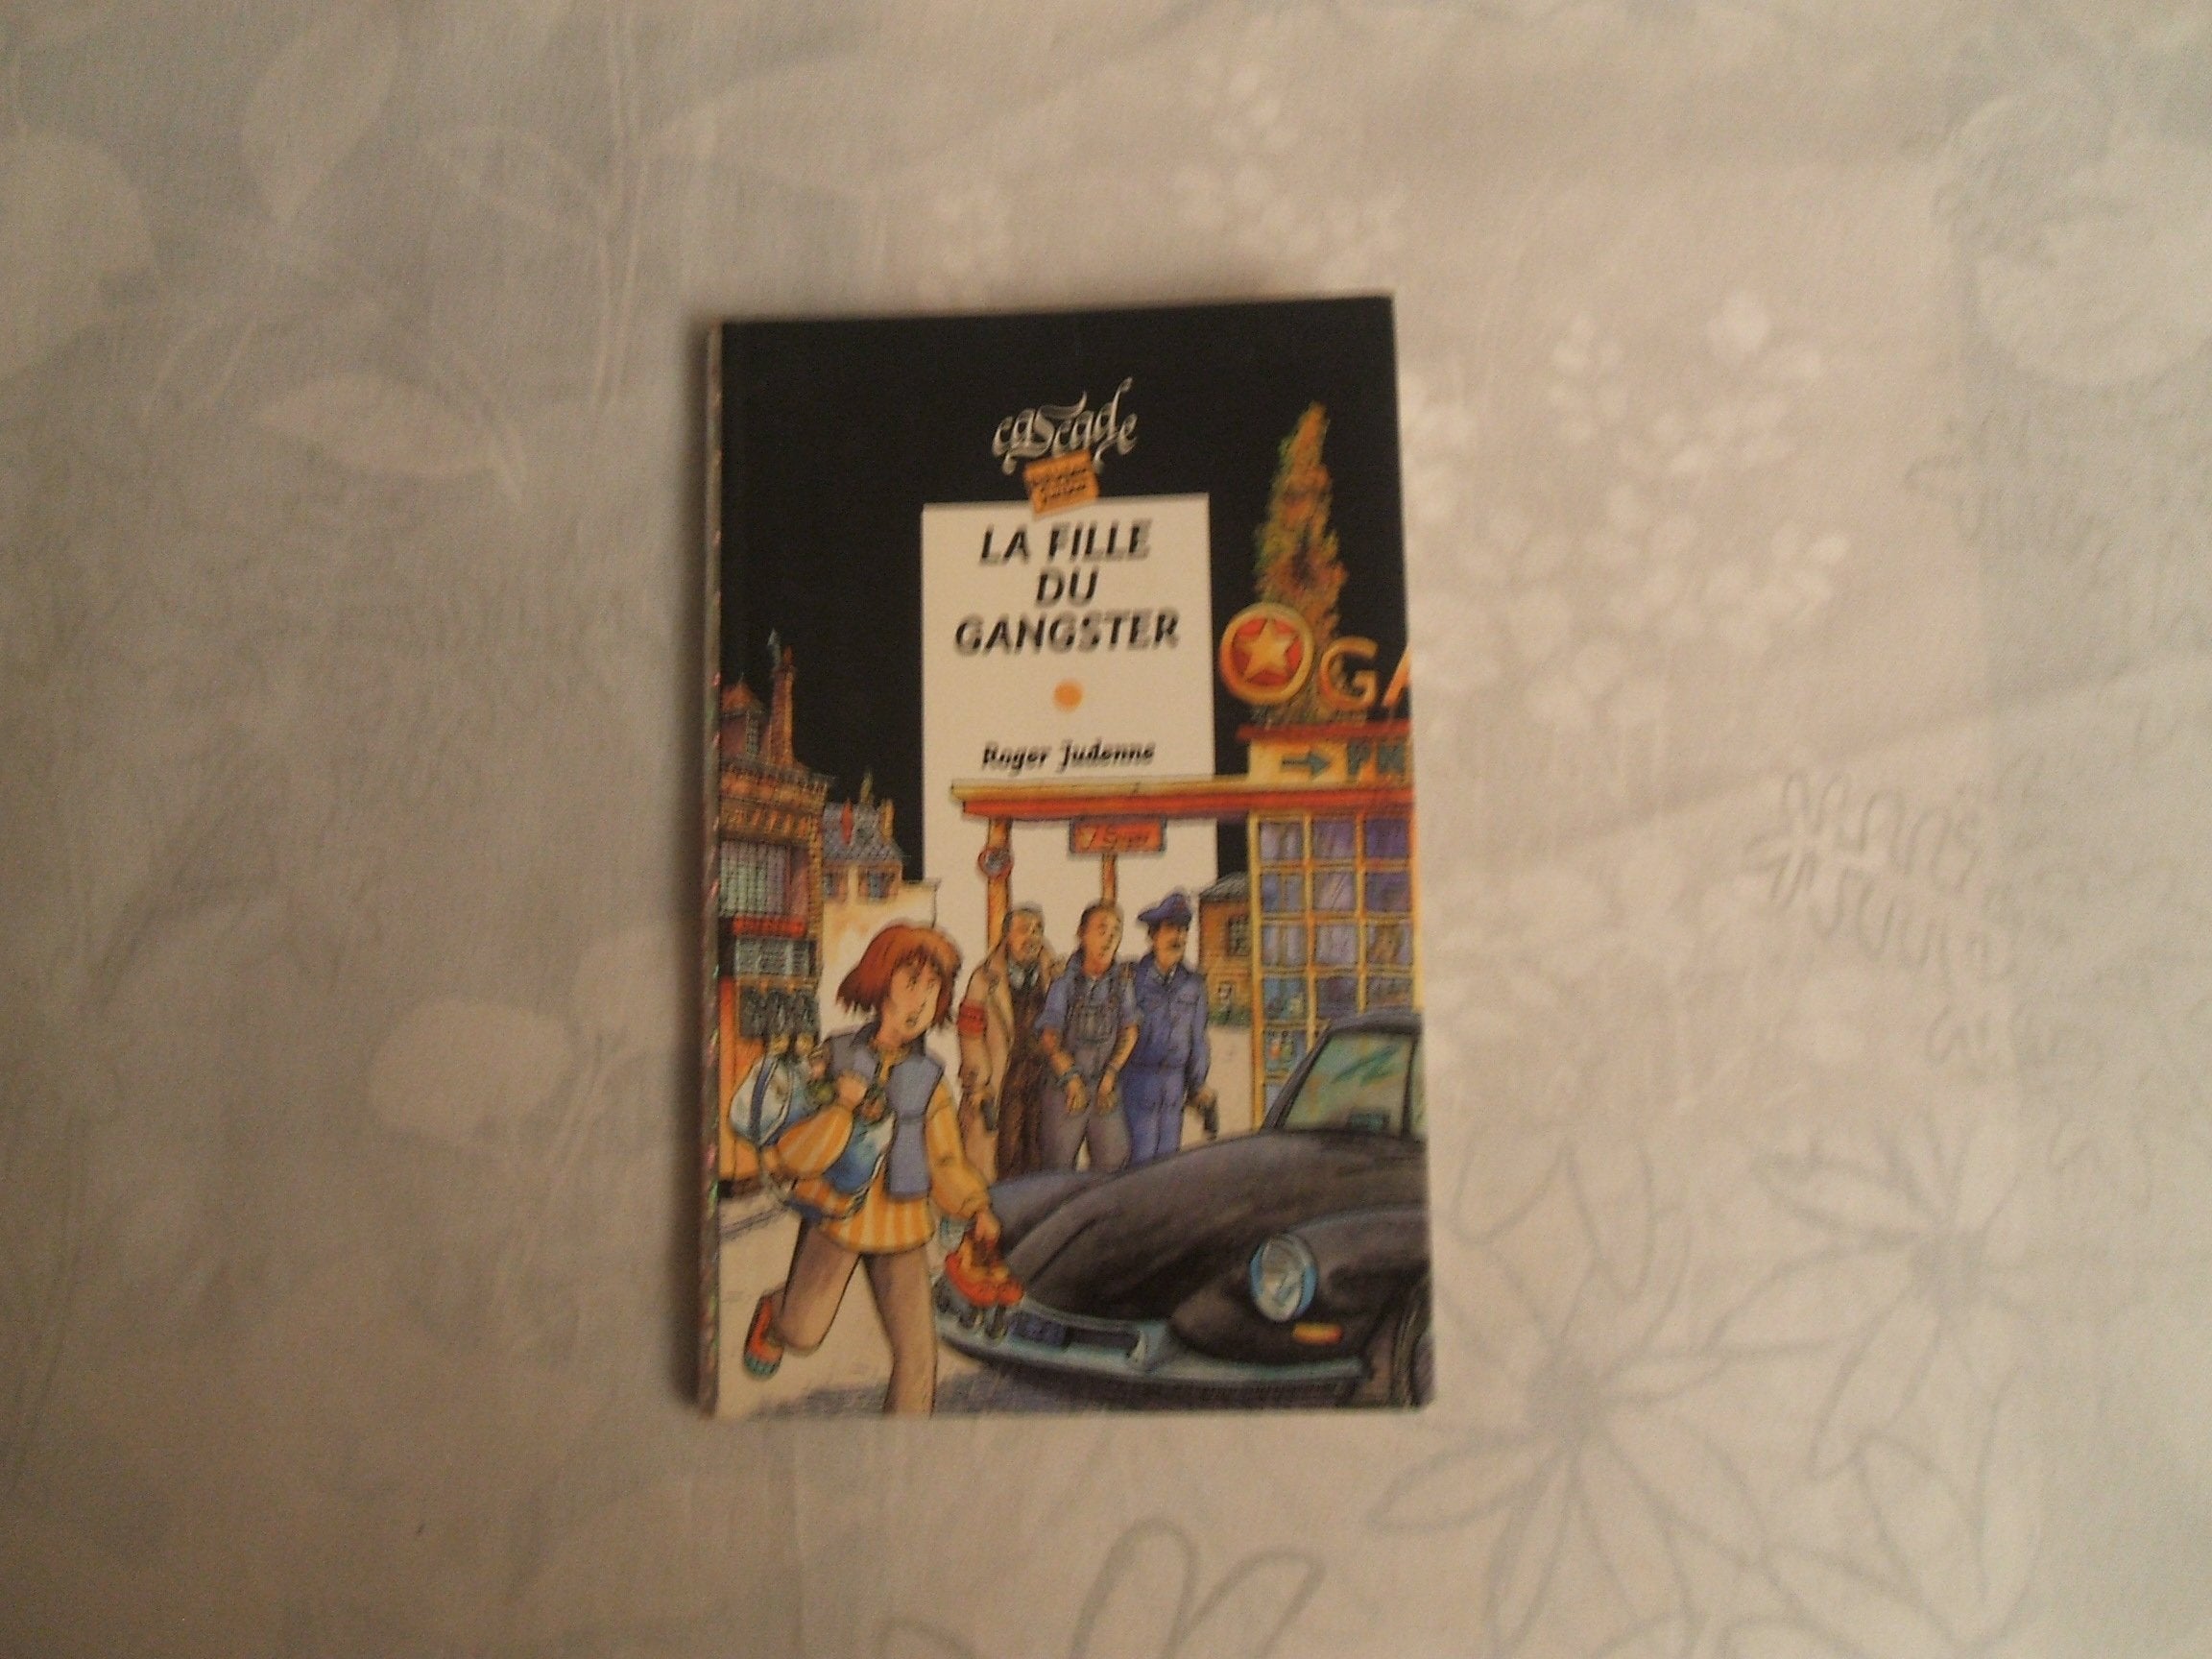 cascade
LA FILLE
DU
GANGSTER
Roger Judenne
GA